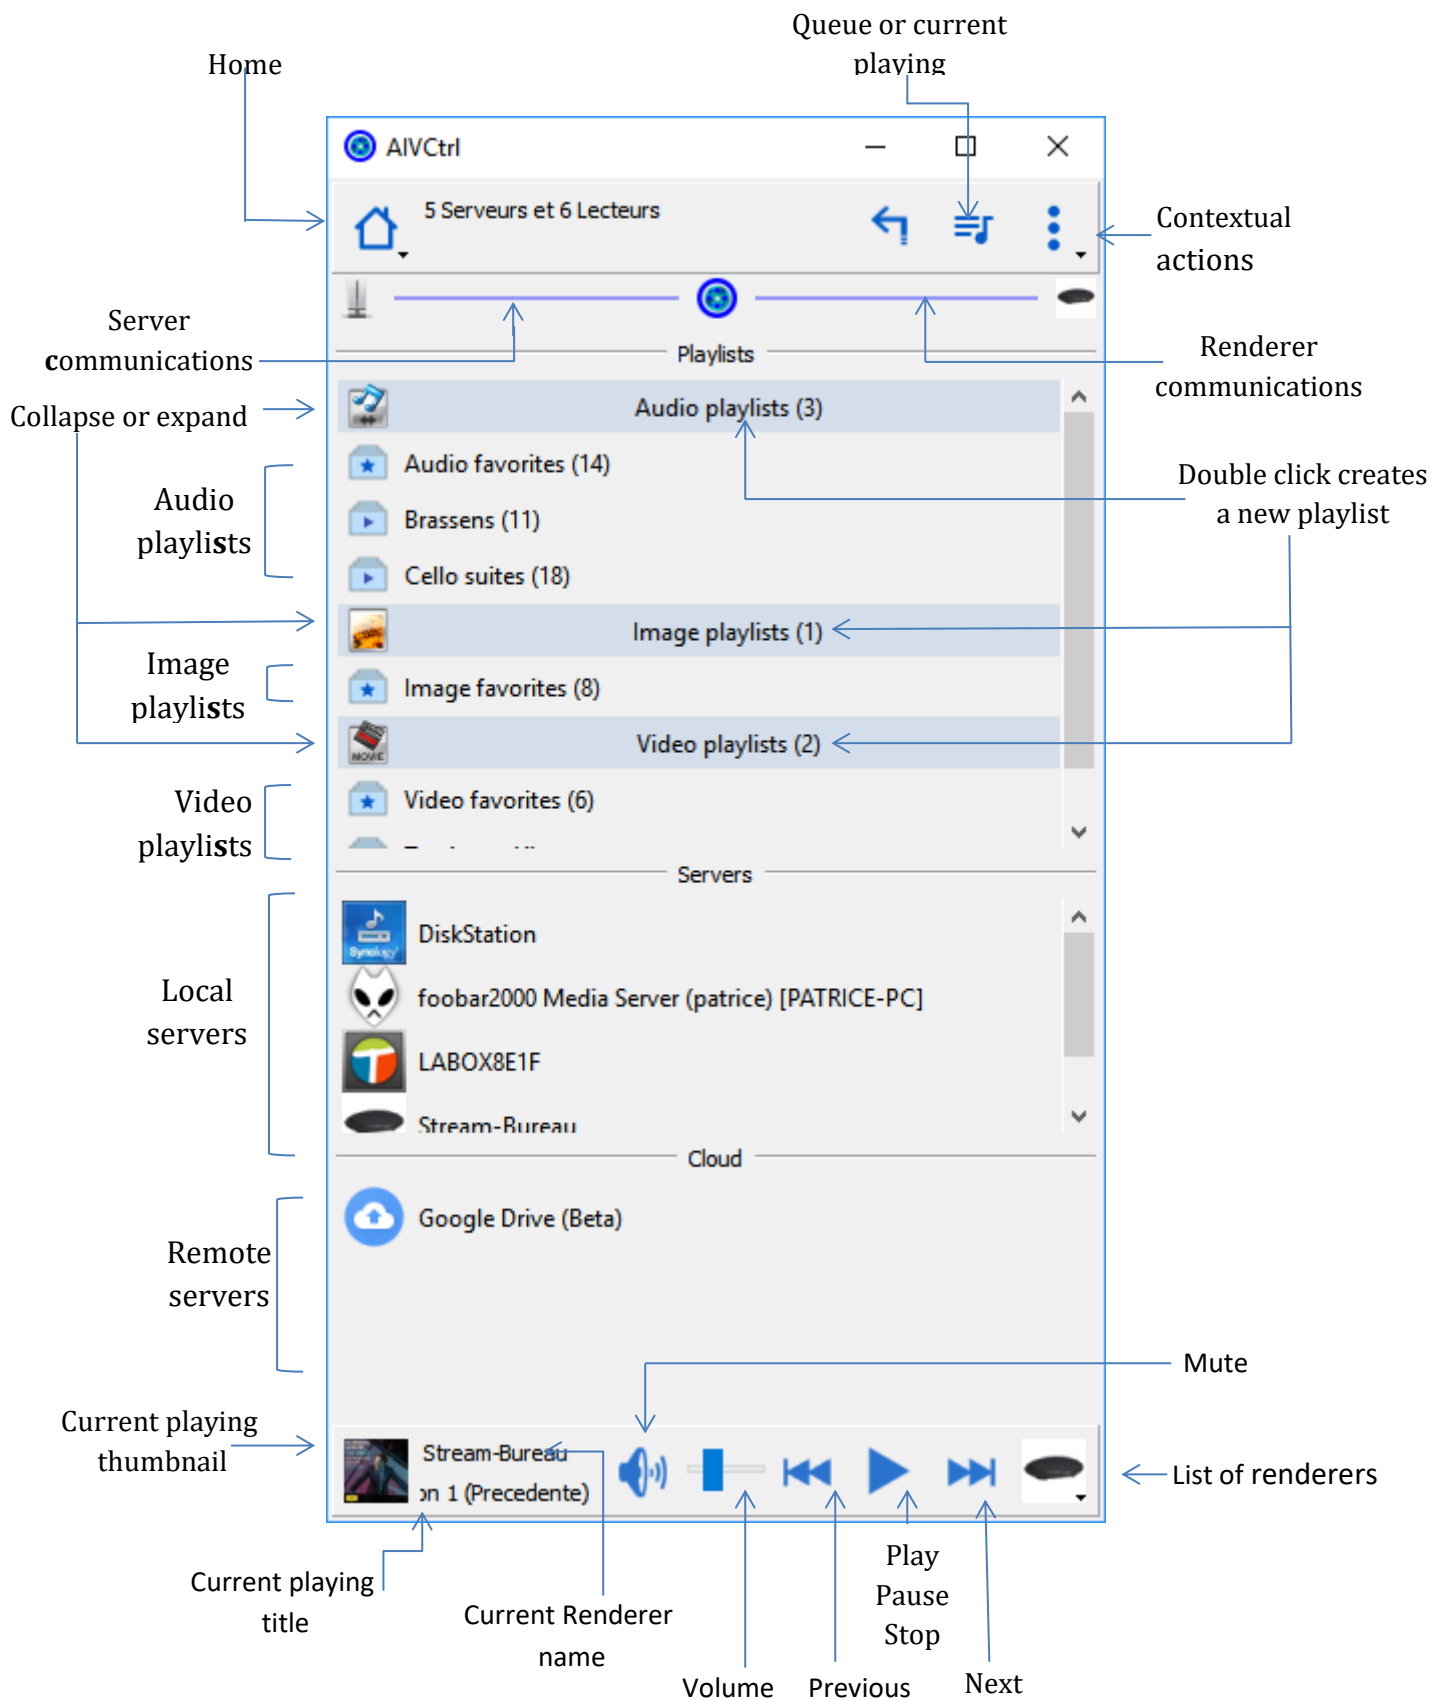 Queue or current
playing
Home
AIVCtrl
5 Serveurs et 6 Lecteurs
Contextual
actions
Server
communications
Renderer
communications
Playlists
Collapse or expand
Audio playlists (3)
Audio favorites (14)
Audio
playlists
Brassens (11)
Cello suites (18)
Double click creates
a new playlist
Image playlists (1)
Image
playlists
Image favorites (8)
MOVIE
Video playlists (2)
Video
playlists
Video favorites (6)
Servers
Synology
DiskStation
Local
servers
foobar2000 Media Server (patrice) [PATRICE-PC]
LABOX8E1F
Stream-Bureau
Cloud
Google Drive (Beta)
Remote
servers
Mute
Current playing
thumbnail
Stream-Bureau
on 1 (Precedente)
List of renderers
Current playing
title
Current Renderer
name
Volume
Previous
Play
Pause
Stop
Next